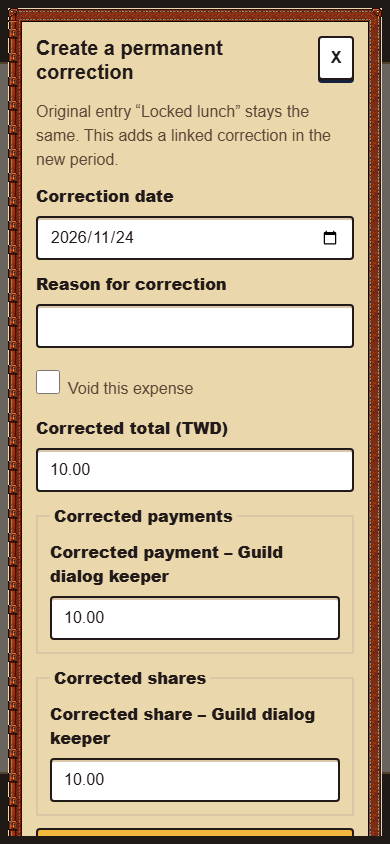 Create a permanent
correction
X
Original entry “Locked lunch” stays the
same. This adds a linked correction in the
new period.
Correction date
2026/11/24
Reason for correction
Void this expense
Corrected total (TWD)
10.00
Corrected payments
Corrected payment – Guild
dialog keeper
10.00
Corrected shares
Corrected share – Guild dialog
keeper
10.00